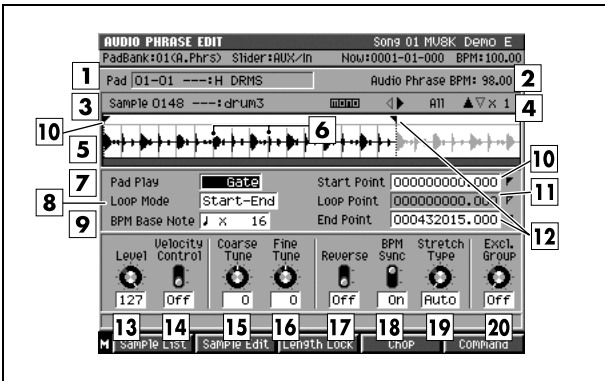 AUDIO PHRASE EDIT Song 01 MV8K Demo E
PadBank:01(A.Phrs) Slider:AUX/In Now:0001-01-000 BPM:100.00
1 Pad 01-01 ---:H DRMS Audio Phrase BPM: 98.00 2
3 Sample 0148 ---:drum3 mono All x 1 4
10
5 6
7 Pad Play Gate Start Point 000000000.000 10
8 Loop Mode Start-End Loop Point 000000000.000 11
9 BPM Base Note ♩ x 16 End Point 000432015.000 12
Level Velocity Control Coarse Tune Fine Tune Reverse BPM Sync Stretch Type Excl. Group
127 Off 0 0 Off On Auto Off
13 14 15 16 17 18 19 20
M Sample List Sample Edit Length Lock Chop Command